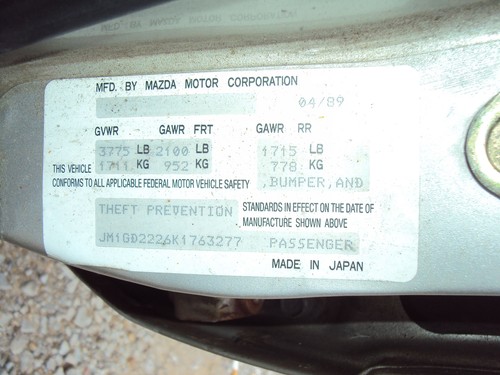 MFD. BY MAZDA MOTOR CORPORATION
04/89
GVWR GAWR FRT GAWR RR
3775 LB 2100 LB 1715 LB
THIS VEHICLE 1711 KG 952 KG 778 KG
CONFORMS TO ALL APPLICABLE FEDERAL MOTOR VEHICLE SAFETY ,BUMPER,AND
THEFT PREVENTION STANDARDS IN EFFECT ON THE DATE OF
MANUFACTURE SHOWN ABOVE
JM1GD2226K1763277 PASSENGER
MADE IN JAPAN